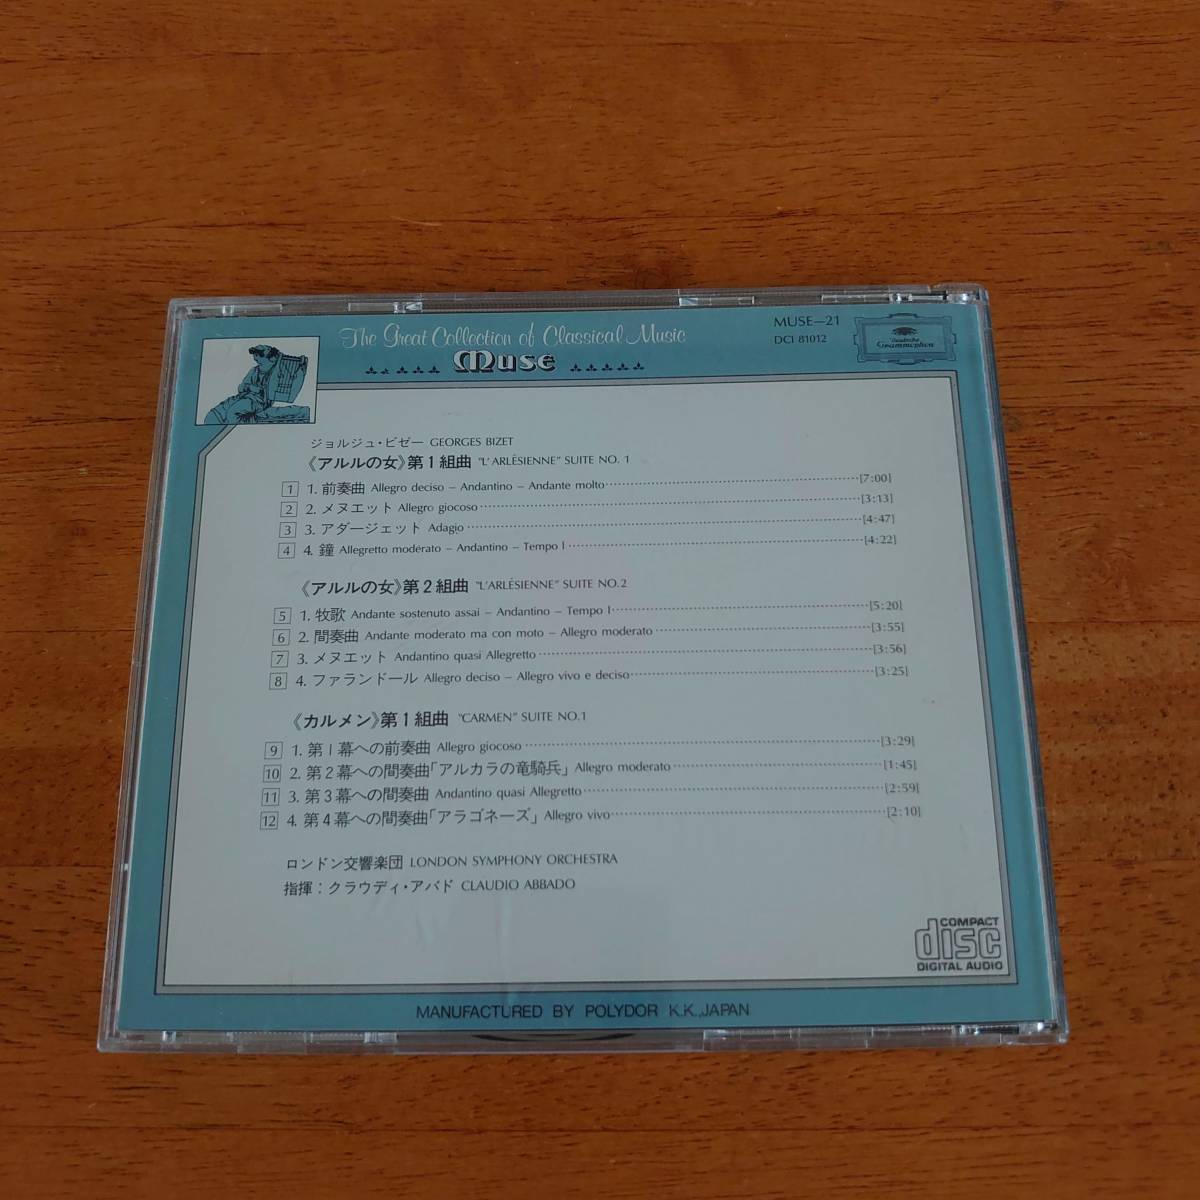 The Great Collection of Classical Music
Muse
MUSE—21
DCI 81012
Deutsche
Grammophon
ジョルジュ・ビゼー GEORGES BIZET
《アルルの女》第1組曲 "L'ARLÊSIENNE" SUITE NO. 1
1 1. 前奏曲 Allegro deciso – Andantino – Andante molto [7:00]
2 2. メヌエット Allegro giocoso [3:13]
3 3. アダージェット Adagio [4:47]
4 4. 鐘 Allegretto moderato – Andantino – Tempo I [4:22]
《アルルの女》第2組曲 "L'ARLÉSIENNE" SUITE NO.2
5 1. 牧歌 Andante sostenuto assai – Andantino – Tempo I [5:20]
6 2. 間奏曲 Andante moderato ma con moto – Allegro moderato [3:55]
7 3. メヌエット Andantino quasi Allegretto [3:56]
8 4. ファランドール Allegro deciso – Allegro vivo e deciso [3:25]
《カルメン》第1組曲 "CARMEN" SUITE NO.1
9 1. 第1幕への前奏曲 Allegro giocoso [3:29]
10 2. 第2幕への間奏曲「アルカラの竜騎兵」 Allegro moderato [1:45]
11 3. 第3幕への間奏曲 Andantino quasi Allegretto [2:59]
12 4. 第4幕への間奏曲「アラゴネーズ」 Allegro vivo [2:10]
ロンドン交響楽団 LONDON SYMPHONY ORCHESTRA
指揮：クラウディ・アバド CLAUDIO ABBADO
COMPACT
disc
DIGITAL AUDIO
MANUFACTURED BY POLYDOR K.K.,JAPAN